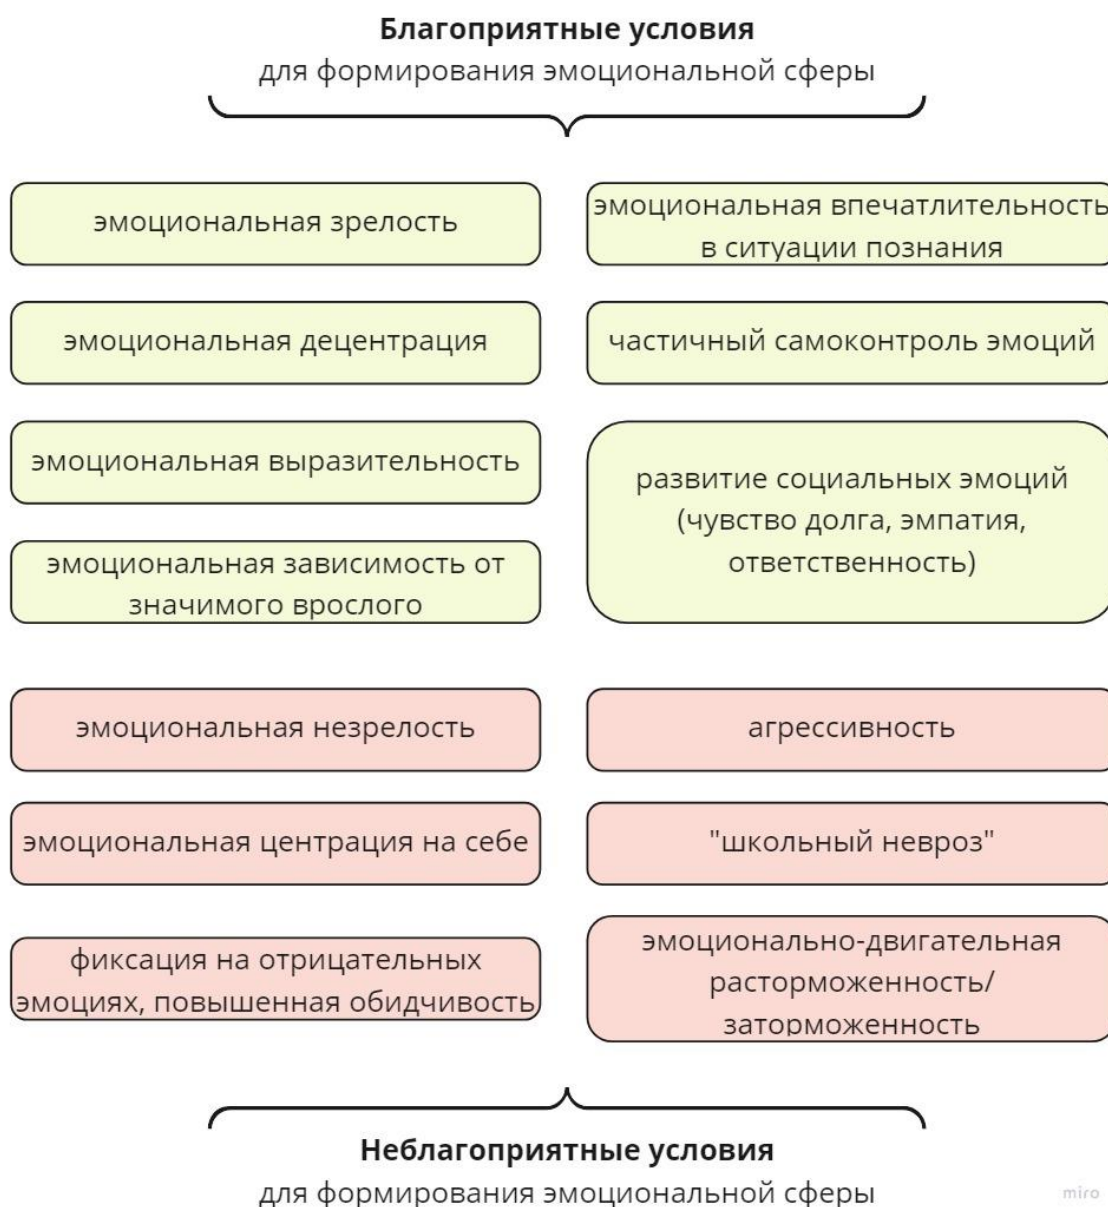 Благоприятные условия
для формирования эмоциональной сферы
эмоциональная зрелость
эмоциональная впечатлительность
в ситуации познания
эмоциональная децентрация
частичный самоконтроль эмоций
эмоциональная выразительность
развитие социальных эмоций
(чувство долга, эмпатия,
ответственность)
эмоциональная зависимость от
значимого врослого
эмоциональная незрелость
агрессивность
эмоциональная центрация на себе
"школьный невроз"
фиксация на отрицательных
эмоциях, повышенная обидчивость
эмоционально-двигательная
расторможенность/
заторможенность
Неблагоприятные условия
для формирования эмоциональной сферы
miro